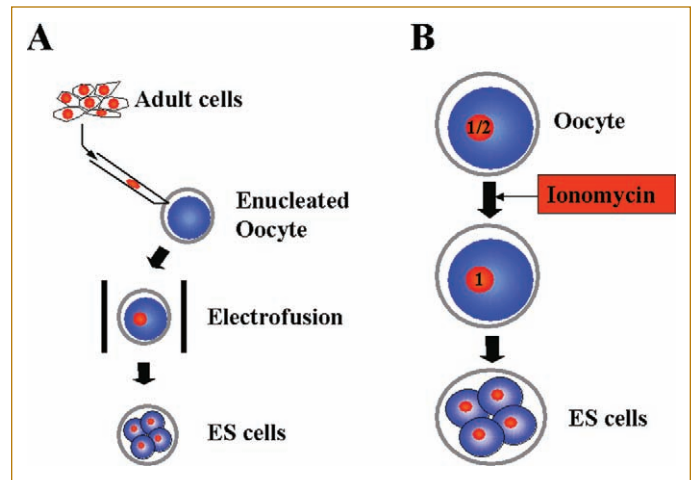 A
Adult cells
Enucleated
Oocyte
Electrofusion
ES cells
B
1/2
Oocyte
Ionomycin
1
ES cells